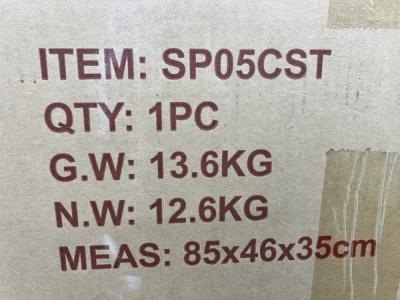 ITEM: SP05CST
QTY: 1PC
G.W: 13.6KG
N.W: 12.6KG
MEAS: 85x46x35cm